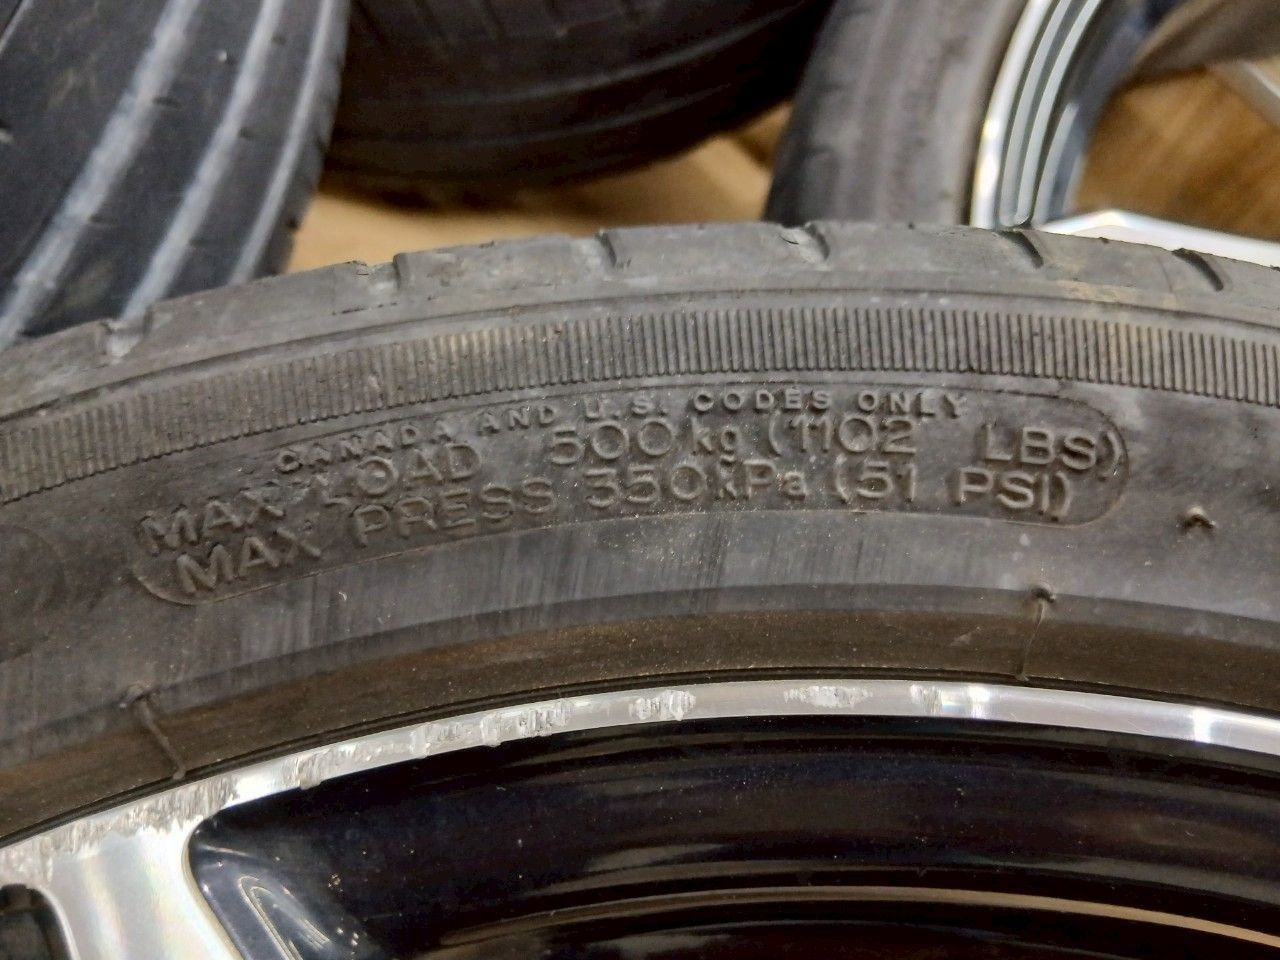 CANADA AND U.S. CODES ONLY
MAX LOAD 500 kg (1102 LBS)
MAX PRESS 350 kPa (51 PSI)